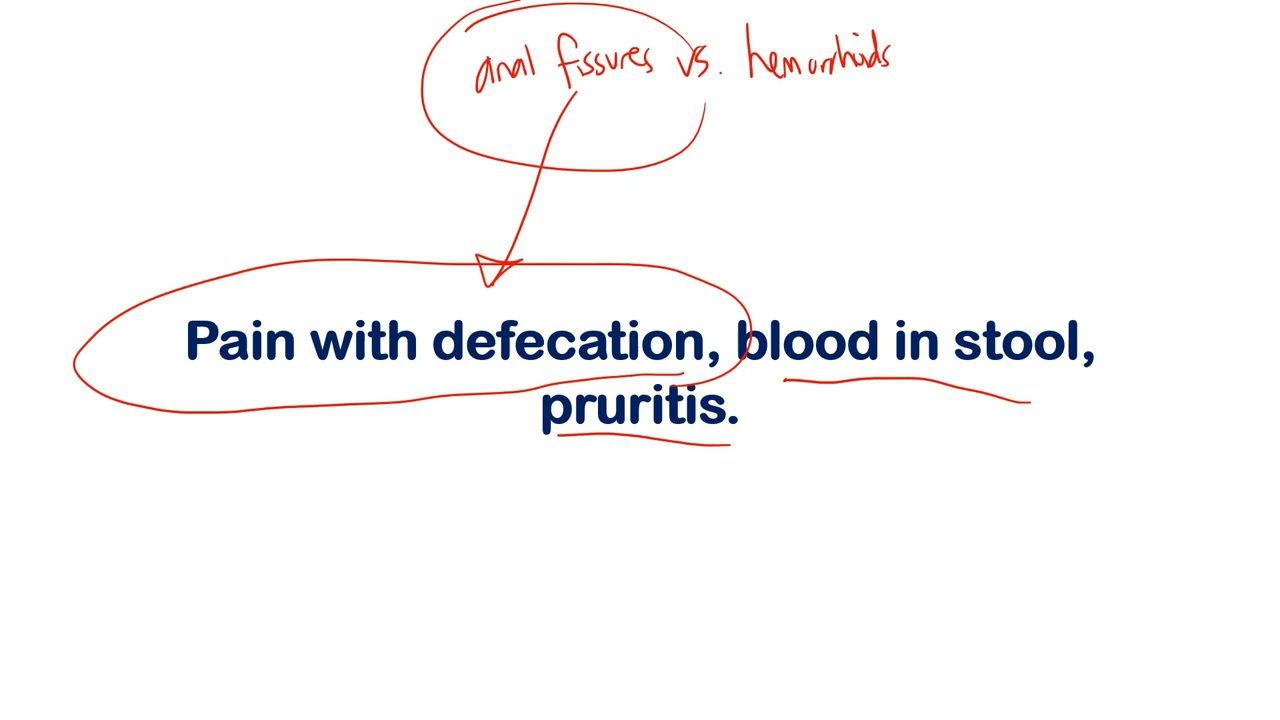 anal fissures vs. hemorrhoids
Pain with defecation, blood in stool,
pruritis.